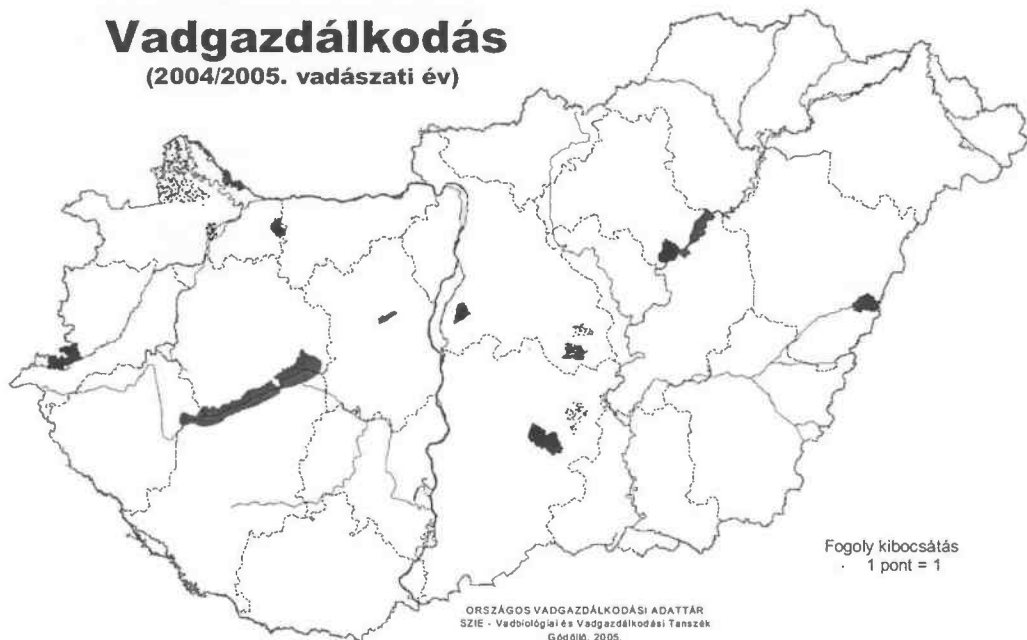 Vadgazdálkodás
(2004/2005. vadászati év)
Fogoly kibocsátás
· 1 pont = 1
ORSZÁGOS VADGAZDÁLKODÁSI ADATTÁR
SZIE - Vadbiológiai és Vadgazdálkodási Tanszék
Gödöllő, 2005.